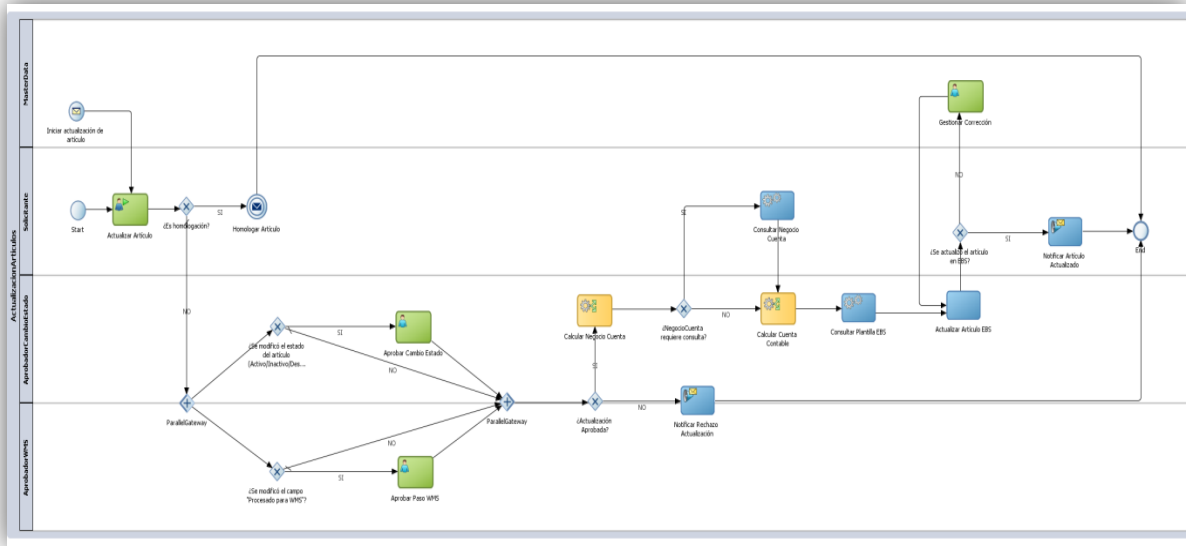 ActualizacionArticulos
MasterData
Iniciar actualización de
artículo
Gestionar Corrección
NO
Solicitante
Start
Actualizar Artículo
¿Es homologación?
SI
Homologar Artículo
SI
Consultar Negocio
Cuenta
¿Se actualizó el artículo
en EBS?
SI
Notificar Artículo
Actualizado
End
AprobadorCambioEstado
NO
¿Se modificó el estado
del artículo
(Activo/Inactivo/Des...
SI
Aprobar Cambio Estado
NO
Calcular Negocio Cuenta
¿NegocioCuenta
requiere consulta?
NO
Calcular Cuenta
Contable
Consultar Plantilla EBS
Actualizar Artículo EBS
SI
ParallelGateway
ParallelGateway
¿Actualización
Aprobada?
NO
Notificar Rechazo
Actualización
AprobadorWMS
NO
¿Se modificó el campo
"Procesado para WMS"?
SI
Aprobar Paso WMS